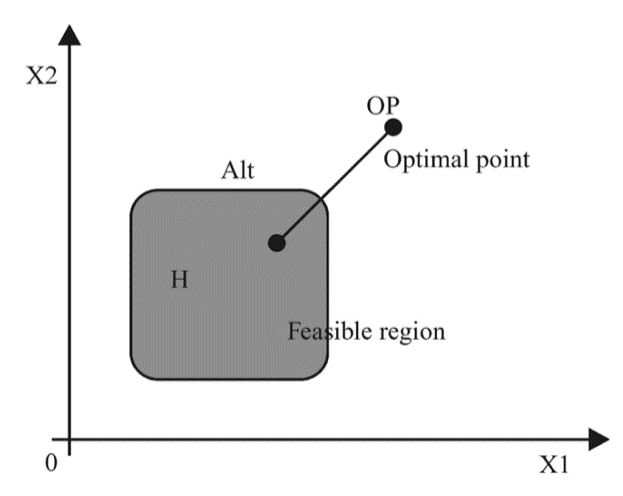 X2
OP
Optimal point
Alt
H
Feasible region
0
X1